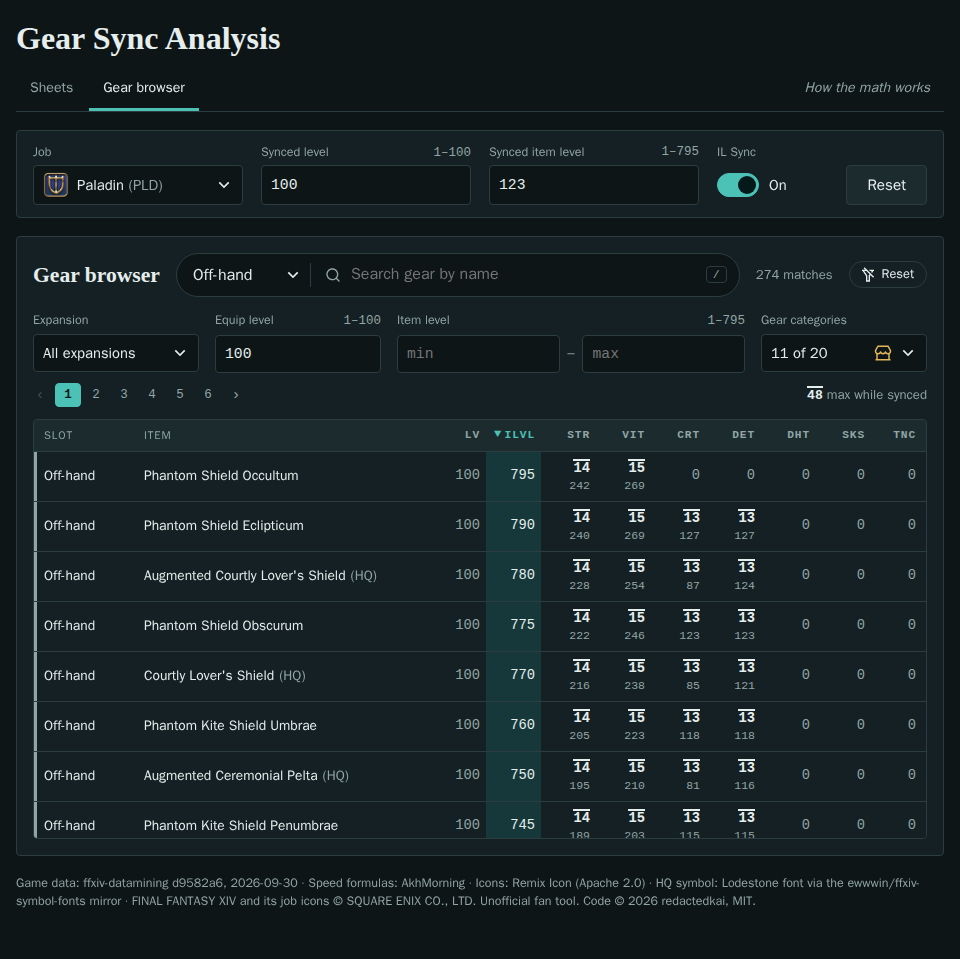 Gear Sync Analysis
Sheets Gear browser How the math works
Job Synced level 1–100 Synced item level 1–795 IL Sync
Paladin (PLD) 100 123 On Reset
Gear browser Off-hand Search gear by name / 274 matches Reset
Expansion Equip level 1–100 Item level 1–795 Gear categories
All expansions 100 min – max 11 of 20
‹ 1 2 3 4 5 6 › 48 max while synced
SLOT ITEM LV ▼ILVL STR VIT CRT DET DHT SKS TNC
Off-hand Phantom Shield Occultum 100 795 14 15 0 0 0 0 0
242 269
Off-hand Phantom Shield Eclipticum 100 790 14 15 13 13 0 0 0
240 269 127 127
Off-hand Augmented Courtly Lover's Shield (HQ) 100 780 14 15 13 13 0 0 0
228 254 87 124
Off-hand Phantom Shield Obscurum 100 775 14 15 13 13 0 0 0
222 246 123 123
Off-hand Courtly Lover's Shield (HQ) 100 770 14 15 13 13 0 0 0
216 238 85 121
Off-hand Phantom Kite Shield Umbrae 100 760 14 15 13 13 0 0 0
205 223 118 118
Off-hand Augmented Ceremonial Pelta (HQ) 100 750 14 15 13 13 0 0 0
195 210 81 116
Off-hand Phantom Kite Shield Penumbrae 100 745 14 15 13 13 0 0 0
189 203 115 115
Game data: ffxiv-datamining d9582a6, 2026-09-30 · Speed formulas: AkhMorning · Icons: Remix Icon (Apache 2.0) · HQ symbol: Lodestone font via the ewwwin/ffxiv-
symbol-fonts mirror · FINAL FANTASY XIV and its job icons © SQUARE ENIX CO., LTD. Unofficial fan tool. Code © 2026 redactedkai, MIT.